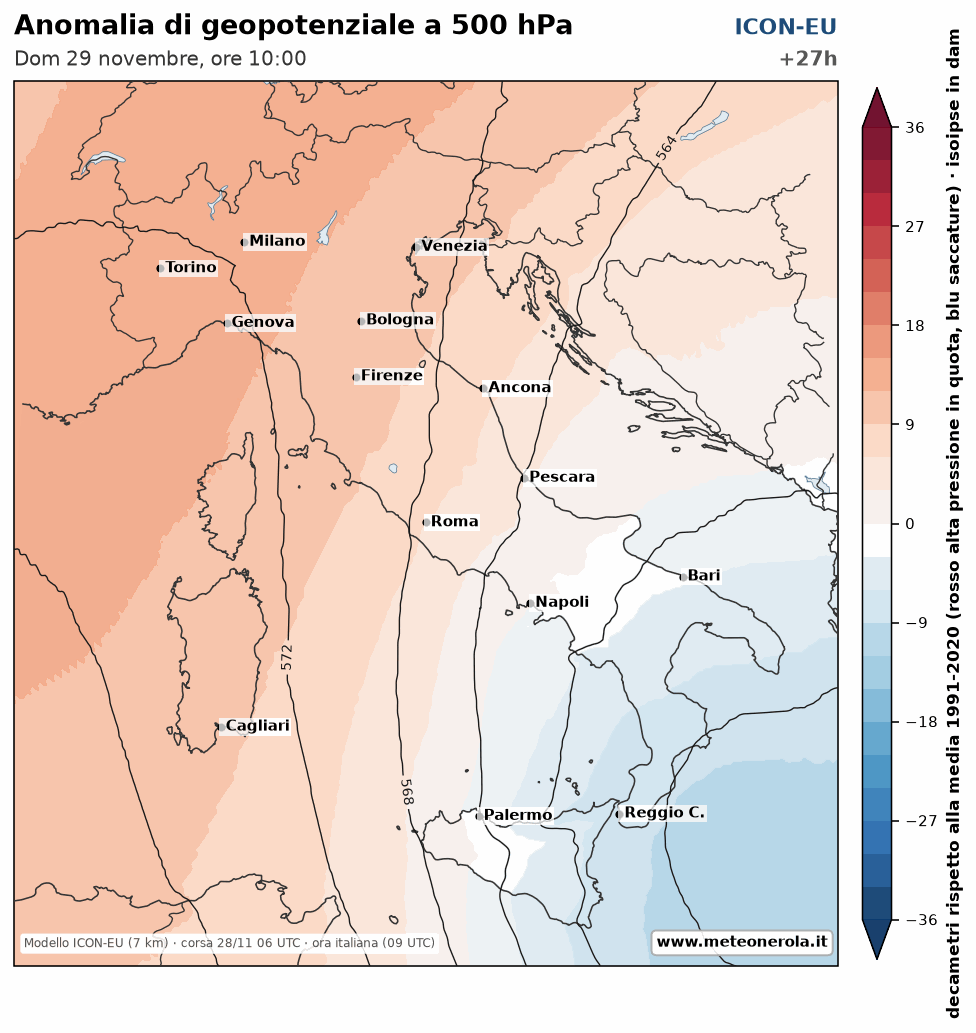 Anomalia di geopotenziale a 500 hPa
ICON-EU
Dom 29 novembre, ore 10:00
+27h
564
Milano
Venezia
Torino
Genova
Bologna
Firenze
Ancona
Pescara
Roma
Bari
Napoli
572
Cagliari
568
Palermo
Reggio C.
Modello ICON-EU (7 km) · corsa 28/11 06 UTC · ora italiana (09 UTC)
www.meteonerola.it
36
27
18
9
0
−9
−18
−27
−36
decametri rispetto alla media 1991-2020 (rosso alta pressione in quota, blu saccature) · isoipse in dam